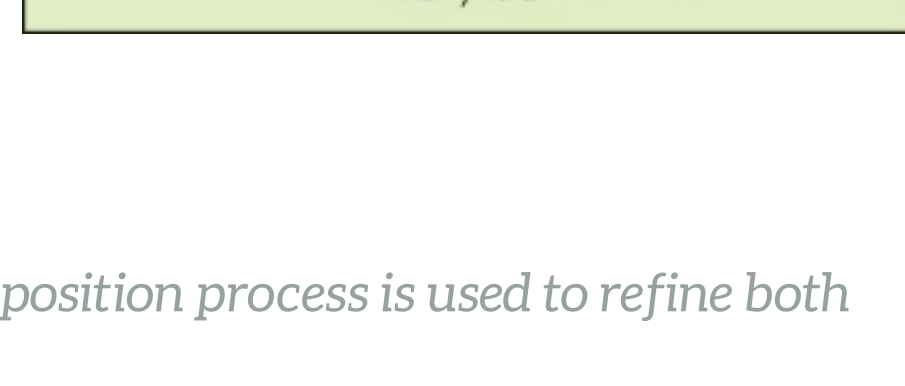 position process is used to refine both